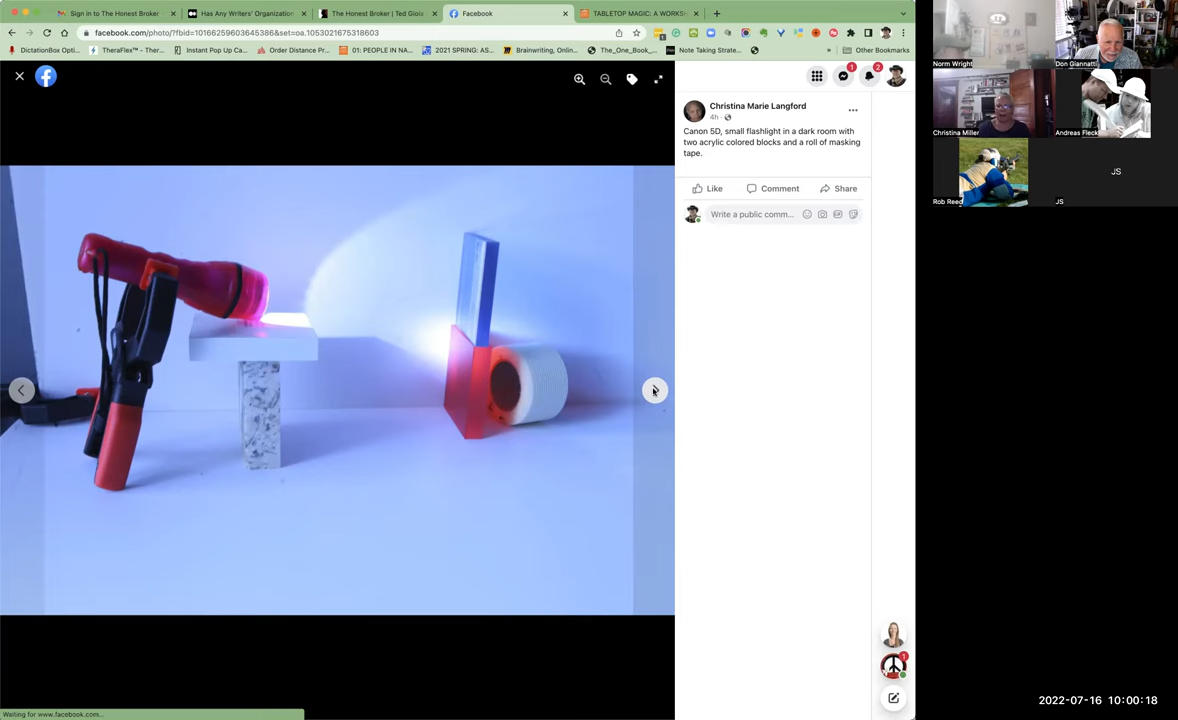 Sign in to The Honest Broker
Has Any Writers' Organization
The Honest Broker | Ted Gioia
Facebook
TABLETOP MAGIC: A WORKSH
facebook.com/photo/?fbid=10166259603645386&set=oa.1053021675318603
DictationBox Opti...
TheraFlex™ - Ther...
Instant Pop Up Ca...
Order Distance Pr...
01: PEOPLE IN NA...
2021 SPRING: AS...
Brainwriting, Onlin...
The_One_Book_...
Note Taking Strate...
»
Other Bookmarks
1
2
Christina Marie Langford
4h ·
Canon 5D, small flashlight in a dark room with
two acrylic colored blocks and a roll of masking
tape.
Like
Comment
Share
Write a public comm...
1
Waiting for www.facebook.com...
Norm Wright
Don Giannatti
Christina Miller
Andreas Fleck
Rob Reed
JS
JS
2022-07-16 10:00:18